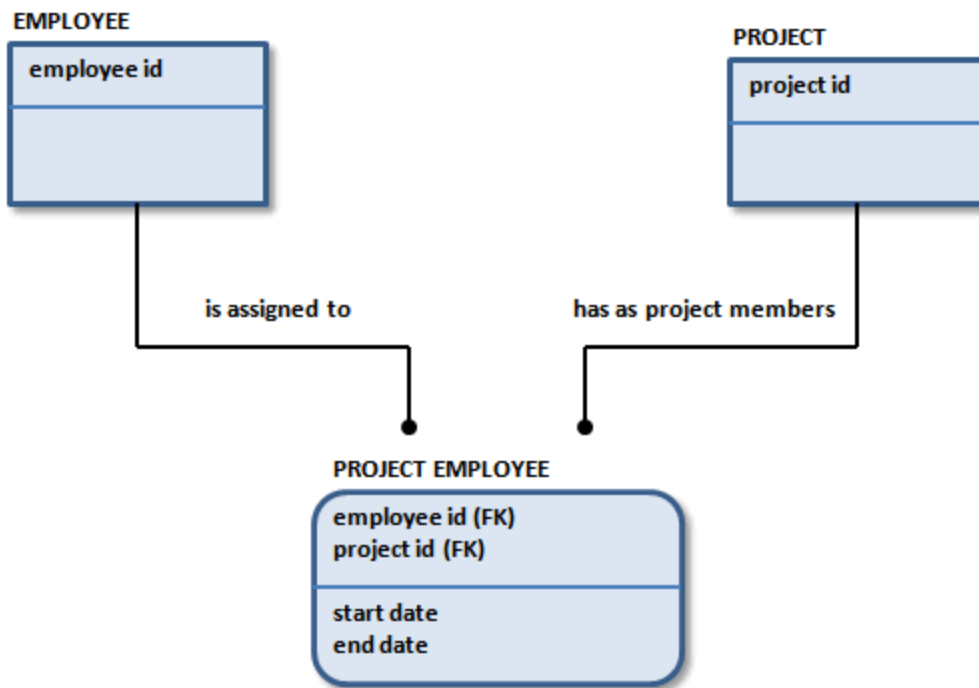 EMPLOYEE
employee id
PROJECT
project id
is assigned to
has as project members
PROJECT EMPLOYEE
employee id (FK)
project id (FK)
start date
end date